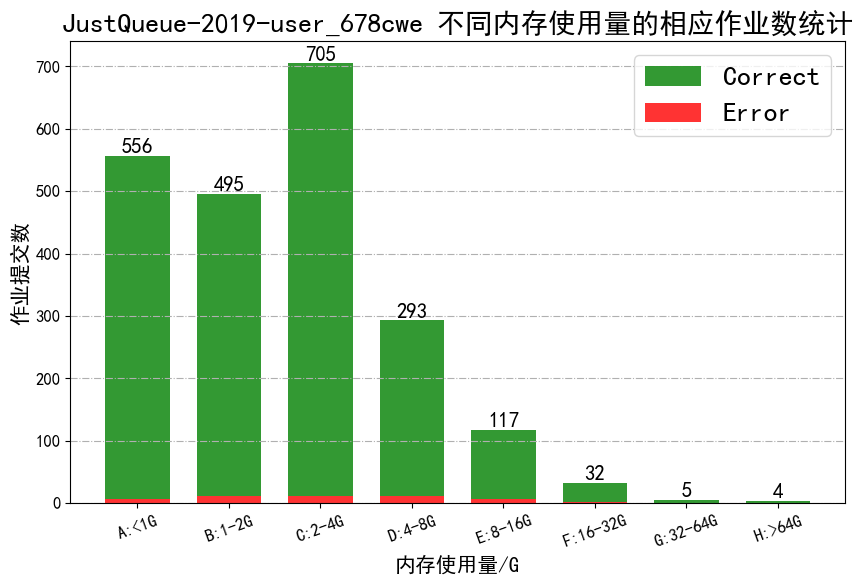 JustQueue-2019-user_678cwe 不同内存使用量的相应作业数统计
Correct
Error
作业提交数
700
600
500
400
300
200
100
0
556
495
705
293
117
32
5
4
A:<1G
B:1-2G
C:2-4G
D:4-8G
E:8-16G
F:16-32G
G:32-64G
H:>64G
内存使用量/G